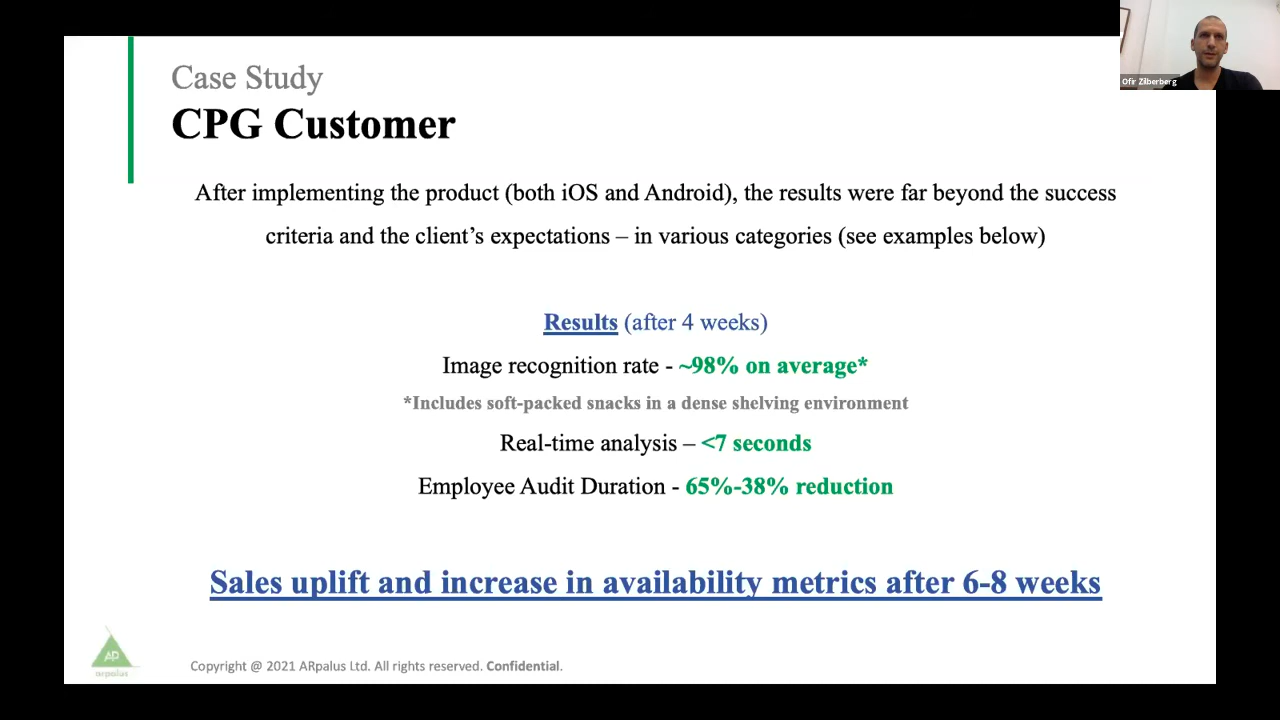 Case Study
CPG Customer
Ofir Zilberberg
After implementing the product (both iOS and Android), the results were far beyond the success
criteria and the client’s expectations – in various categories (see examples below)
Results (after 4 weeks)
Image recognition rate - ~98% on average*
*Includes soft-packed snacks in a dense shelving environment
Real-time analysis – <7 seconds
Employee Audit Duration - 65%-38% reduction
Sales uplift and increase in availability metrics after 6-8 weeks
AP
arpalus
Copyright @ 2021 ARpalus Ltd. All rights reserved. Confidential.